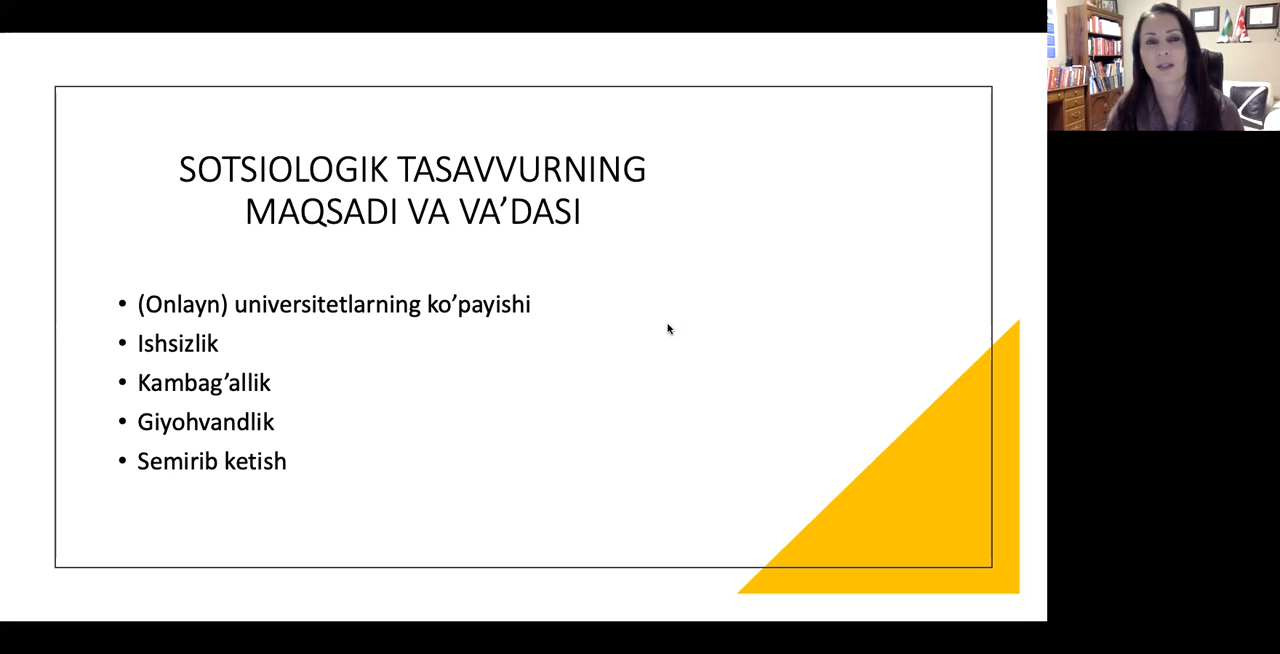 SOTSIOLOGIK TASAVVURNING
MAQSADI VA VA’DASI
• (Onlayn) universitetlarning ko’payishi
• Ishsizlik
• Kambag’allik
• Giyohvandlik
• Semirib ketish